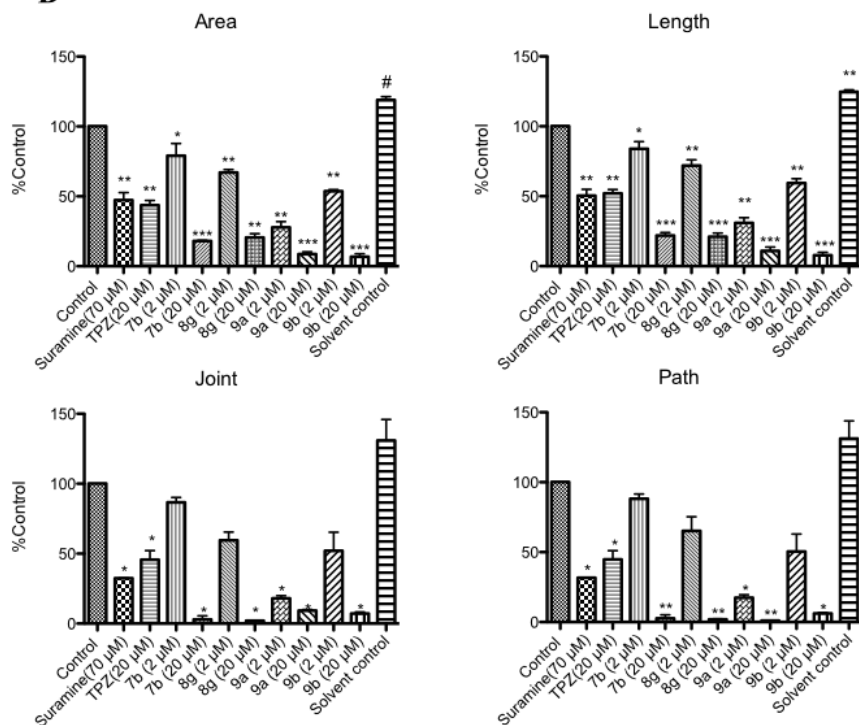 B
Area
Length
%Control
150
100
50
0
#
**
**
*
***
**
**
**
***
**
***
Control
Suramine(70 μM)
TPZ(20 μM)
7b (2 μM)
7b (20 μM)
8g (2 μM)
8g (20 μM)
9a (2 μM)
9a (20 μM)
9b (2 μM)
9b (20 μM)
Solvent control
%Control
150
100
50
0
**
**
*
***
**
***
**
***
**
***
**
Control
Suramine(70 μM)
TPZ(20 μM)
7b (2 μM)
7b (20 μM)
8g (2 μM)
8g (20 μM)
9a (2 μM)
9a (20 μM)
9b (2 μM)
9b (20 μM)
Solvent control
Joint
Path
%Control
150
100
50
0
*
*
*
*
*
*
*
Control
Suramine(70 μM)
TPZ(20 μM)
7b (2 μM)
7b (20 μM)
8g (2 μM)
8g (20 μM)
9a (2 μM)
9a (20 μM)
9b (2 μM)
9b (20 μM)
Solvent control
%Control
150
100
50
0
*
*
**
**
*
**
*
Control
Suramine(70 μM)
TPZ(20 μM)
7b (2 μM)
7b (20 μM)
8g (2 μM)
8g (20 μM)
9a (2 μM)
9a (20 μM)
9b (2 μM)
9b (20 μM)
Solvent control